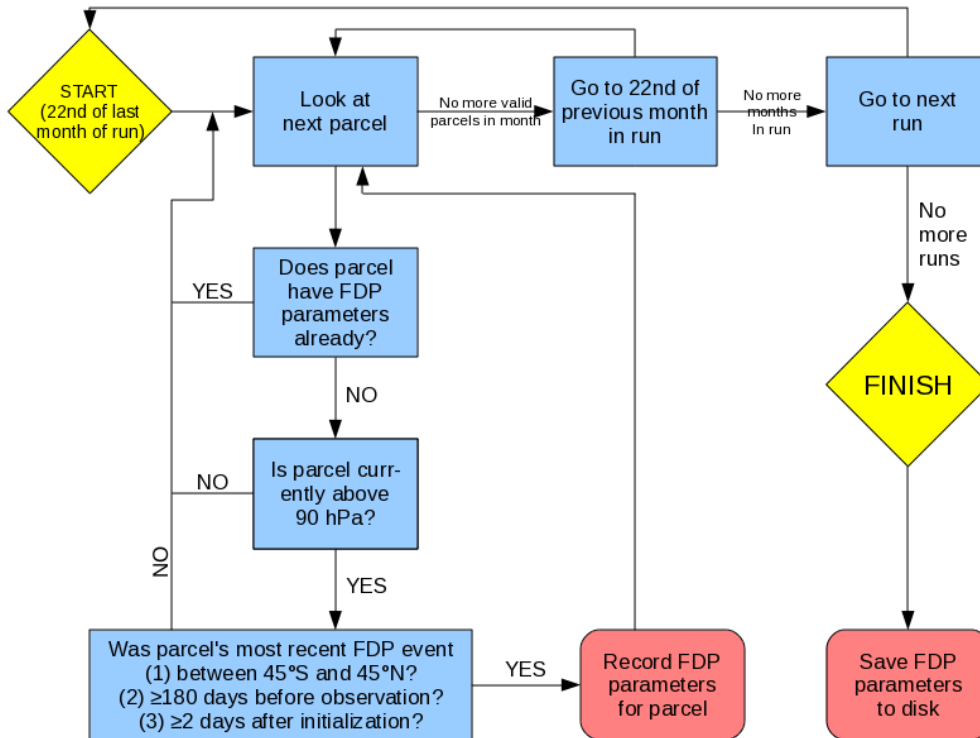 START
(22nd of last
month of run)
Look at
next parcel
No more valid
parcels in month
Go to 22nd of
previous month
in run
No more
months
In run
Go to next
run
No
more
runs
Does parcel
have FDP
parameters
already?
YES
NO
Is parcel curr-
ently above
90 hPa?
NO
YES
NO
Was parcel's most recent FDP event
(1) between 45°S and 45°N?
(2) ≥180 days before observation?
(3) ≥2 days after initialization?
YES
Record FDP
parameters
for parcel
FINISH
Save FDP
parameters
to disk